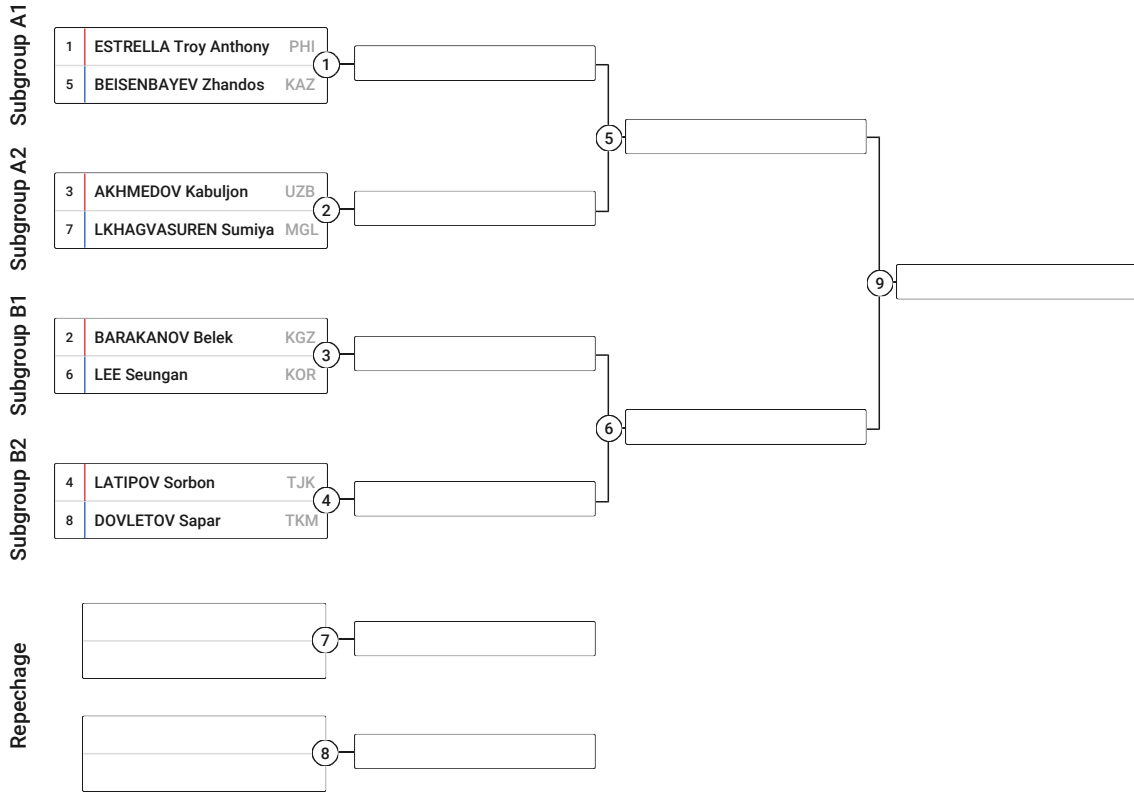 Subgroup A1
1 ESTRELLA Troy Anthony PHI
5 BEISENBAYEV Zhandos KAZ
1
5
Subgroup A2
3 AKHMEDOV Kabuljon UZB
7 LKHAGVASUREN Sumiya MGL
2
9
Subgroup B1
2 BARAKANOV Belek KGZ
6 LEE Seungan KOR
3
6
Subgroup B2
4 LATIPOV Sorbon TJK
8 DOVLETOV Sapar TKM
4
Repechage
7
8